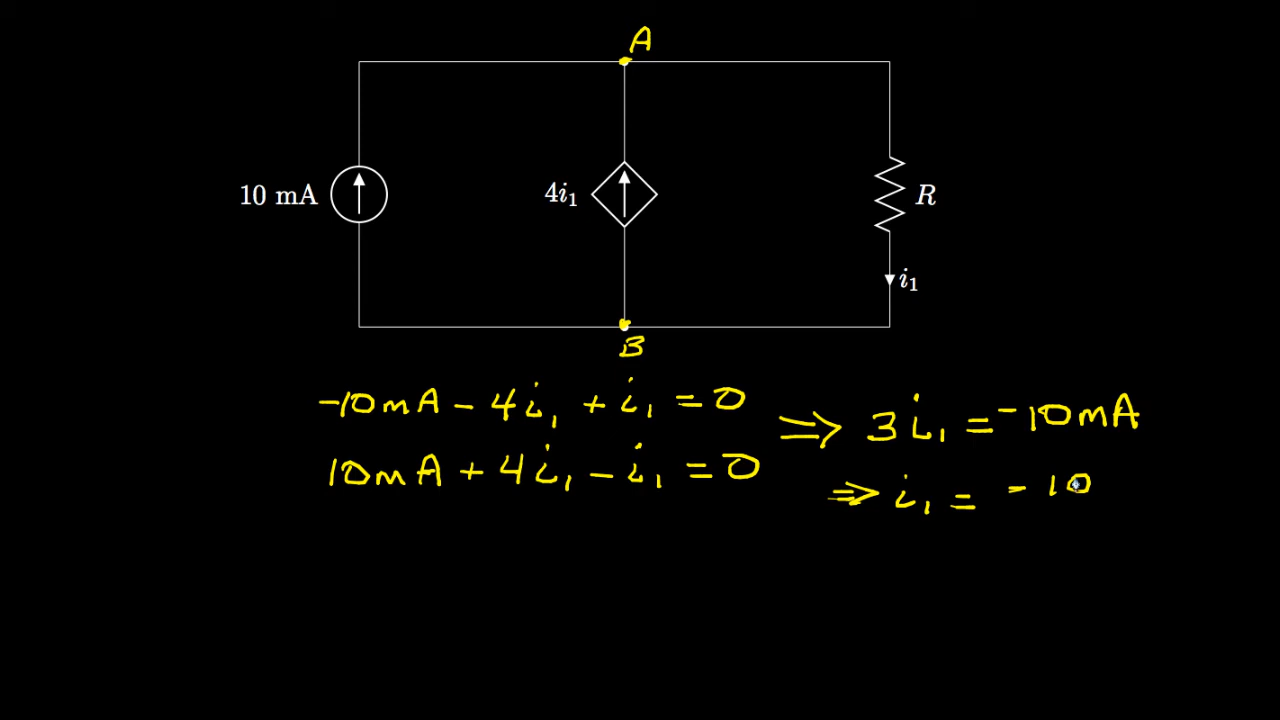 A
10 mA
4i₁
R
i₁
B
-10mA - 4i₁ + i₁ = 0
⇒ 3i₁ = -10mA
10mA + 4i₁ - i₁ = 0
⇒ i₁ = -10